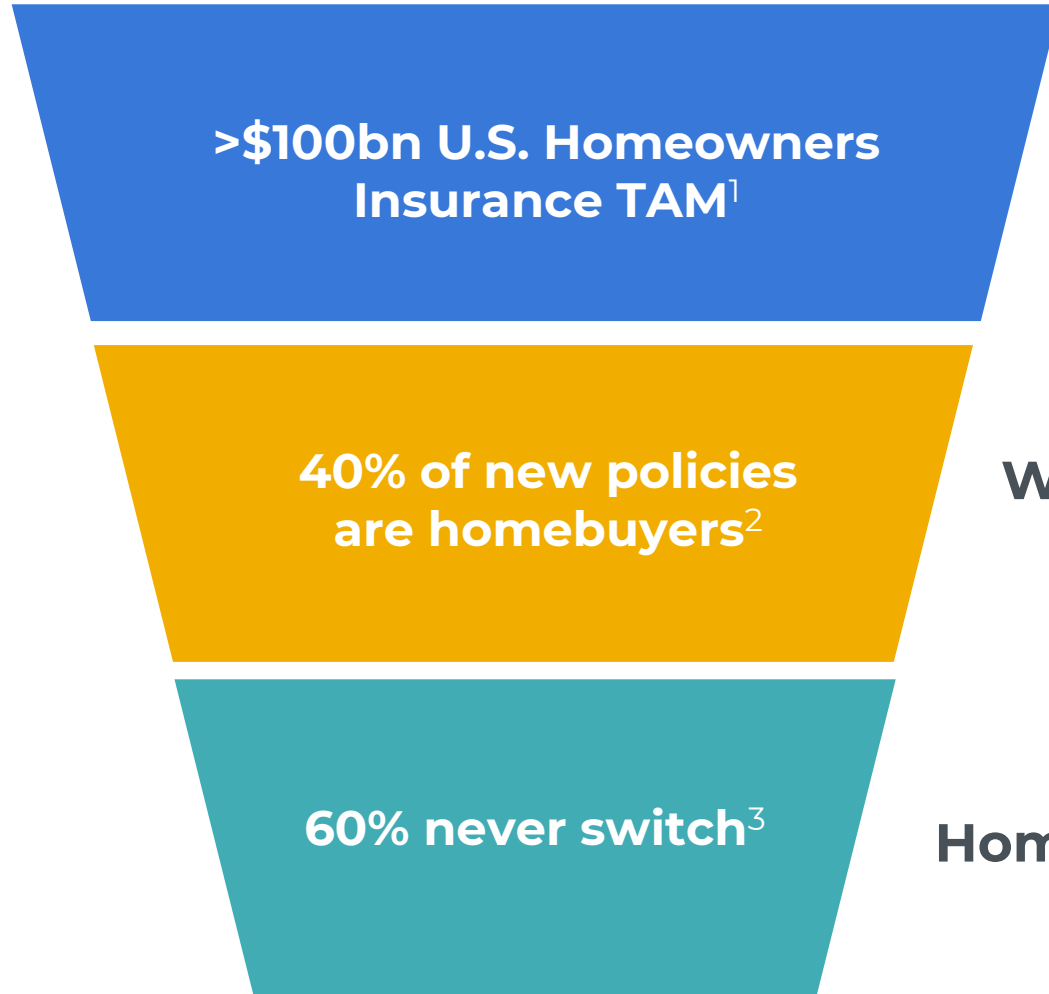 >$100bn U.S. Homeowners
Insurance TAM¹
40% of new policies
are homebuyers²
60% never switch³